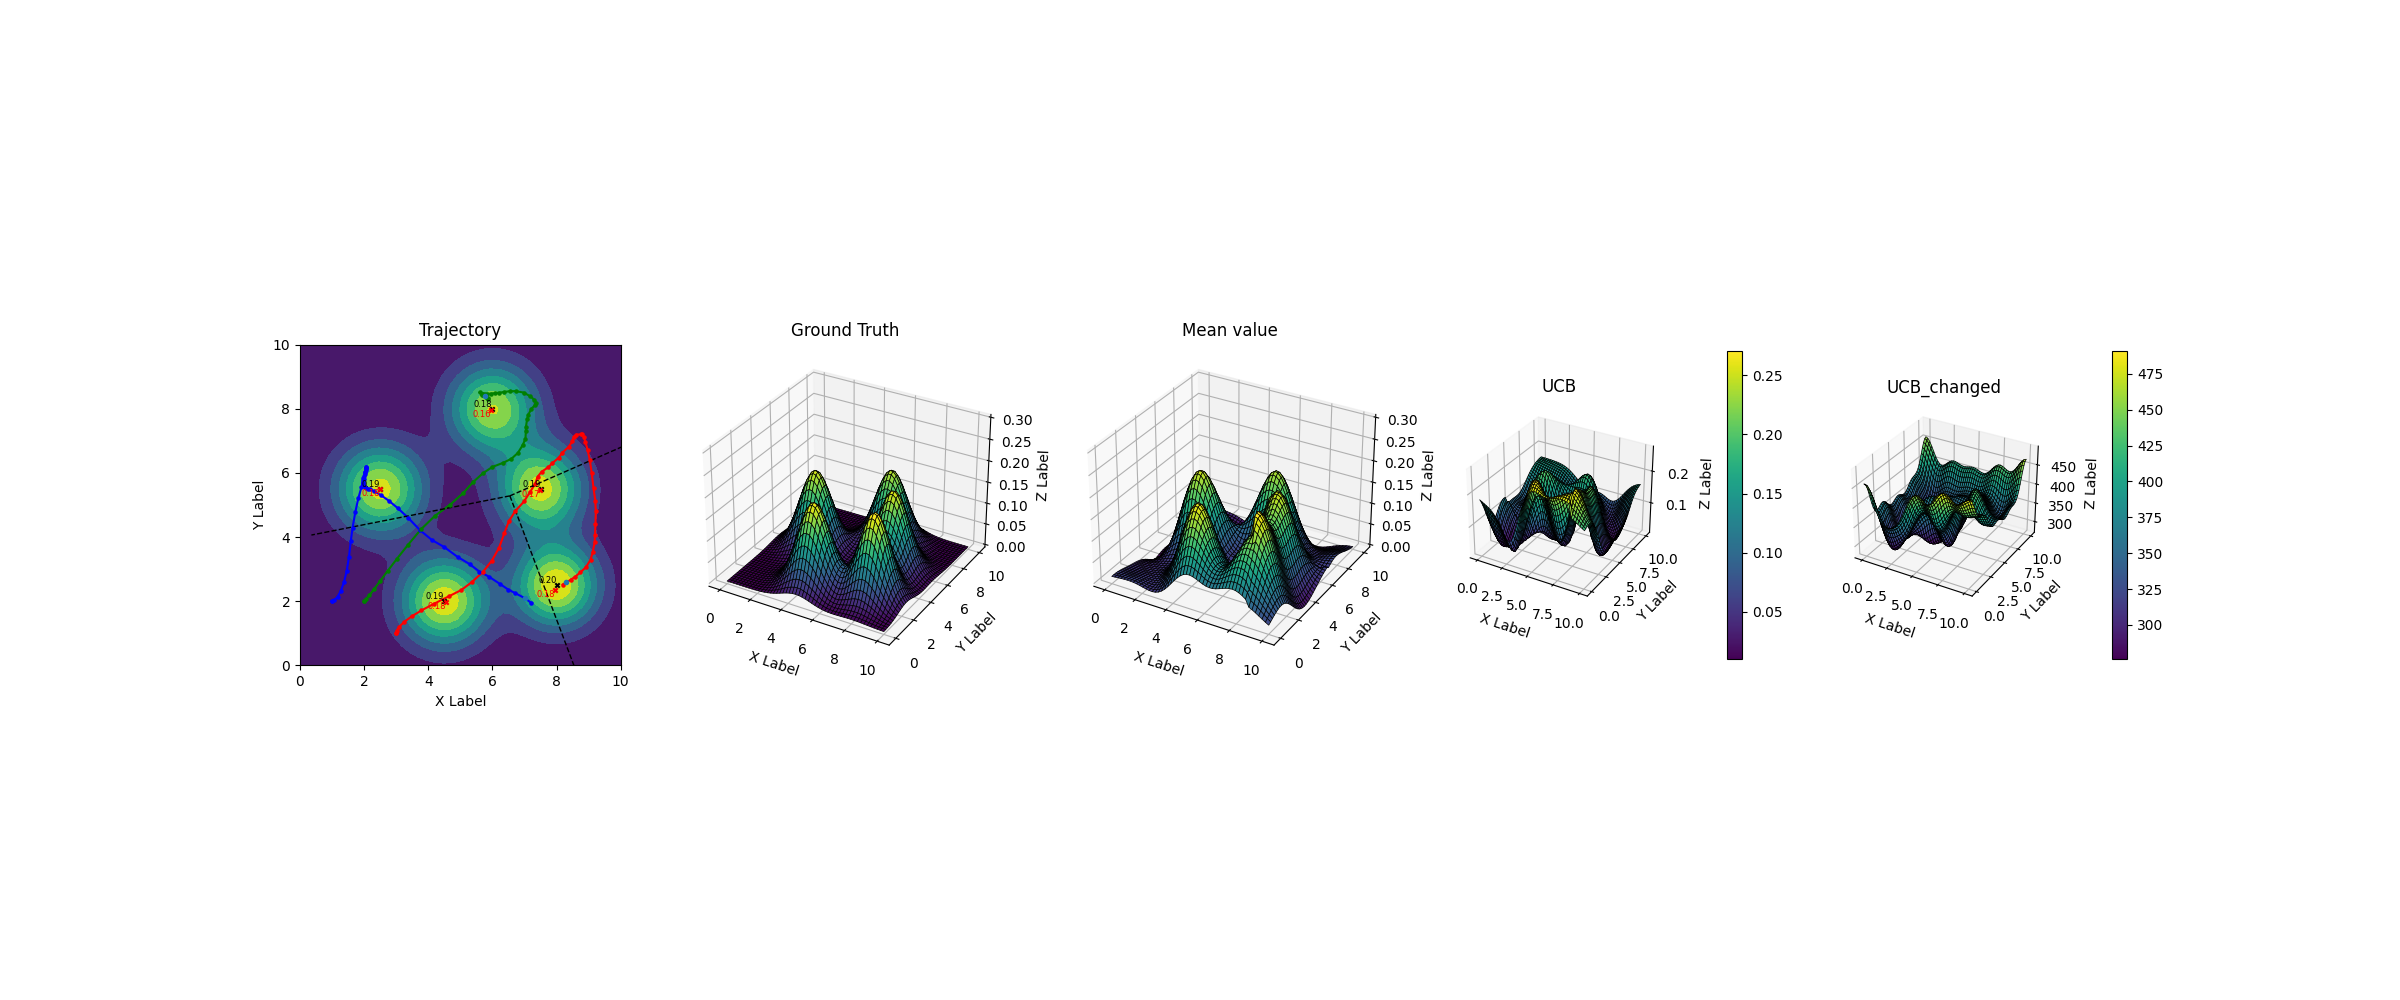 Trajectory
10
8
6
4
2
0
Y Label
0 2 4 6 8 10
X Label
0.18
0.16
0.19
0.17
0.19
0.18
0.20
0.18
Ground Truth
0.30
0.25
0.20
0.15
0.10
0.05
0.00
Z Label
0 2 4 6 8 10
X Label
0 2 4 6 8 10
Y Label
Mean value
0.30
0.25
0.20
0.15
0.10
0.05
0.00
Z Label
0 2 4 6 8 10
X Label
0 2 4 6 8 10
Y Label
UCB
0.2
0.1
Z Label
0.0 2.5 5.0 7.5 10.0
X Label
0.0 2.5 5.0 7.5 10.0
Y Label
0.25
0.20
0.15
0.10
0.05
UCB_changed
450
400
350
300
Z Label
0.0 2.5 5.0 7.5 10.0
X Label
0.0 2.5 5.0 7.5 10.0
Y Label
475
450
425
400
375
350
325
300